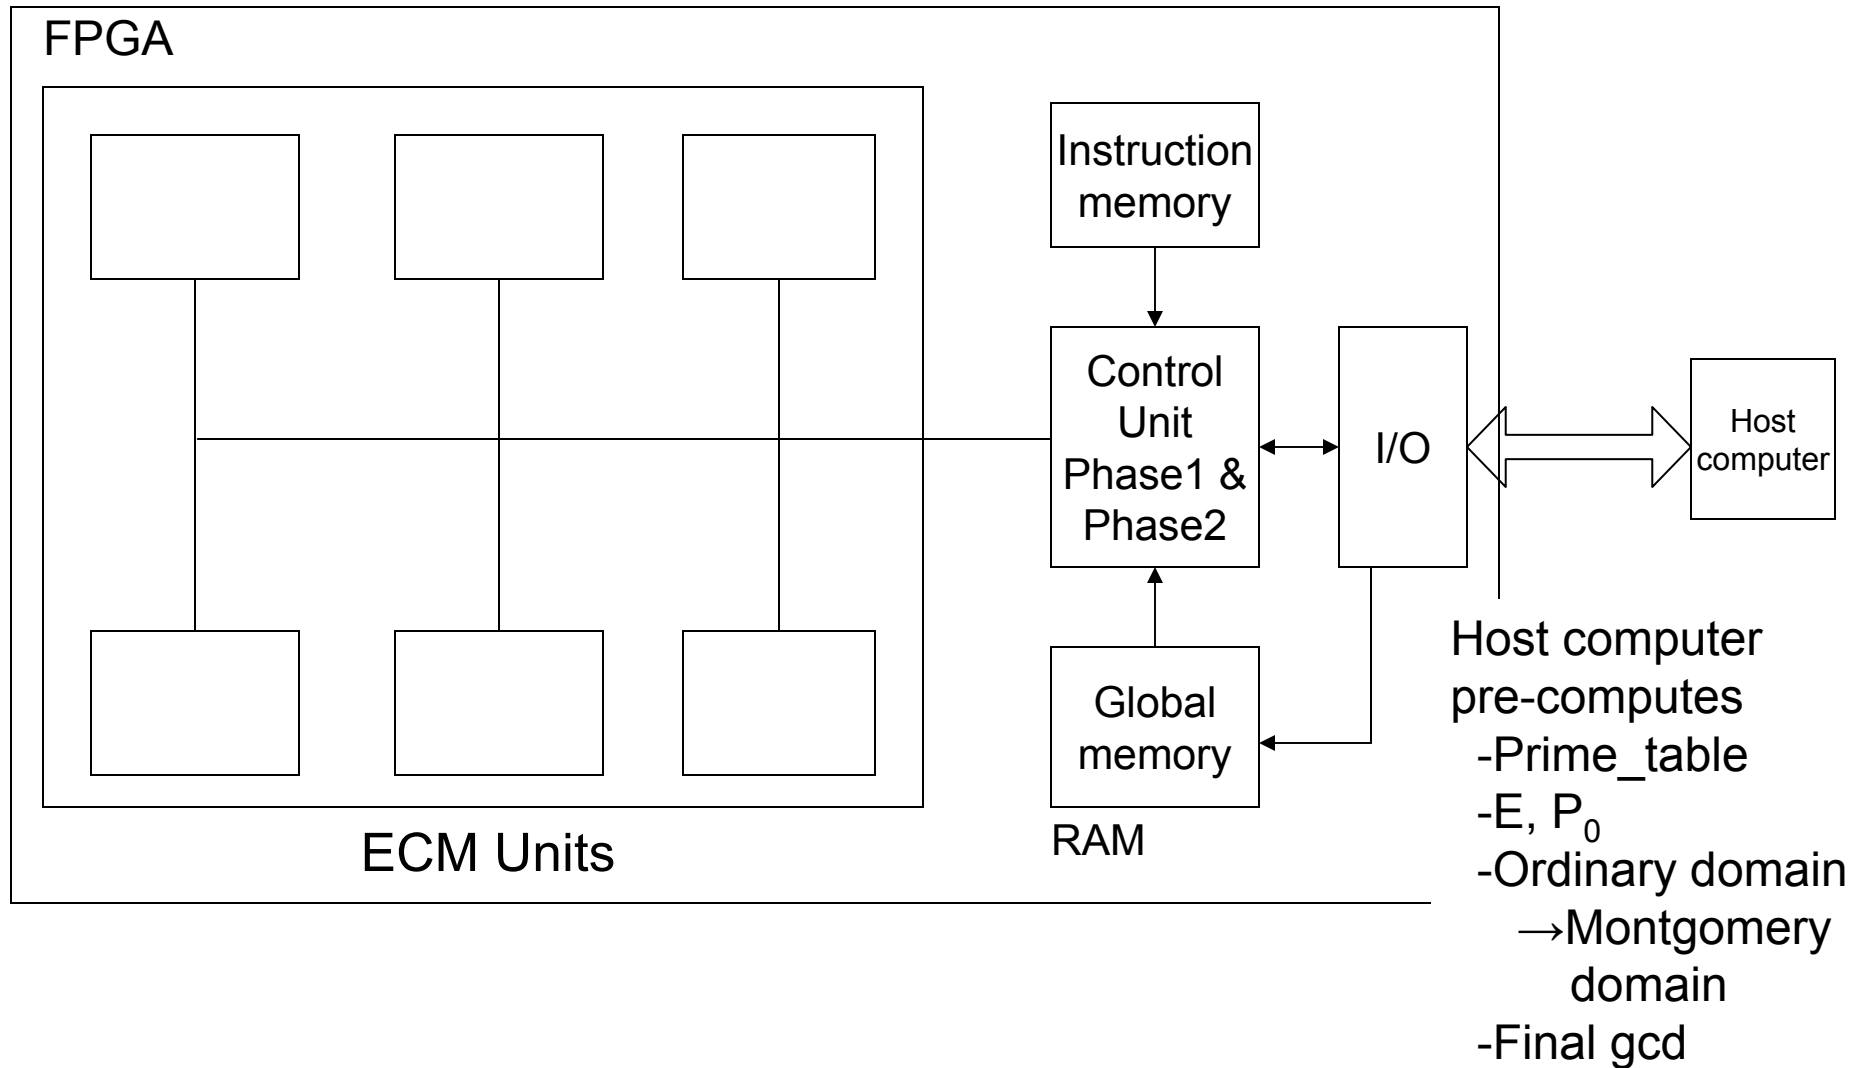 FPGA
Instruction
memory
Control
Unit
Phase1 &
Phase2
I/O
Host
computer
Global
memory
RAM
ECM Units
Host computer
pre-computes
-Prime_table
-E, P₀
-Ordinary domain
→Montgomery
domain
-Final gcd